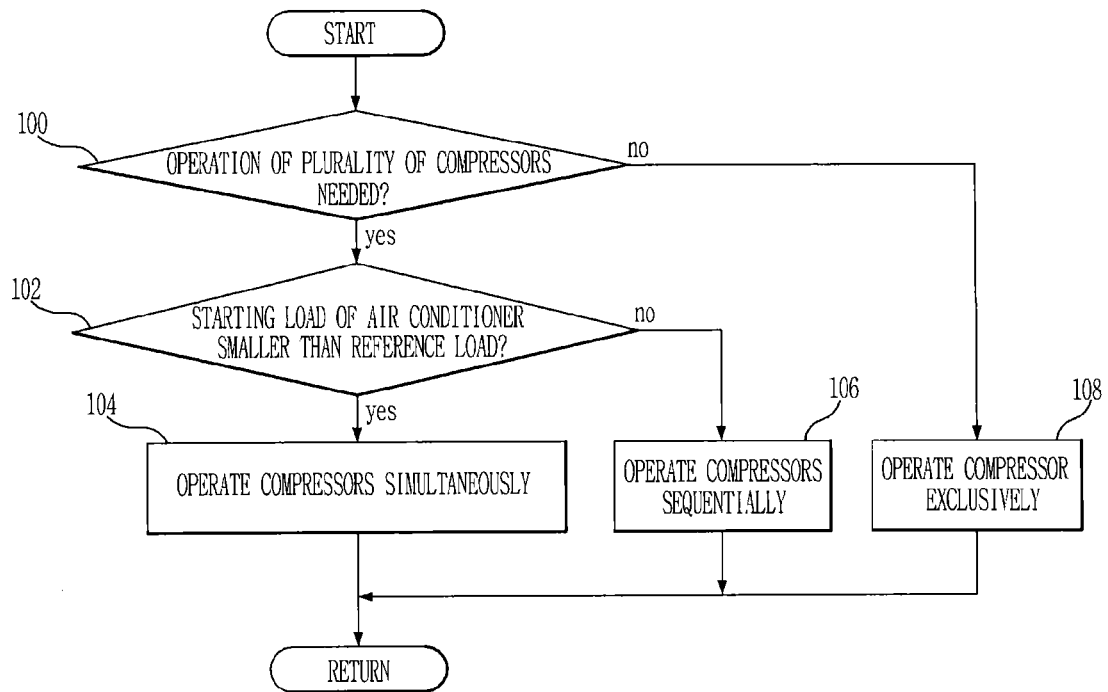 START
100
OPERATION OF PLURALITY OF COMPRESSORS
NEEDED?
no
yes
102
STARTING LOAD OF AIR CONDITIONER
SMALLER THAN REFERENCE LOAD?
no
yes
104
OPERATE COMPRESSORS SIMULTANEOUSLY
106
OPERATE COMPRESSORS
SEQUENTIALLY
108
OPERATE COMPRESSOR
EXCLUSIVELY
RETURN